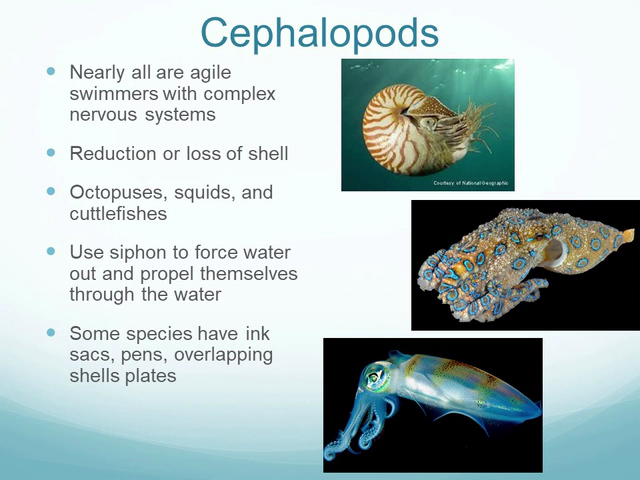 Cephalopods
Nearly all are agile
swimmers with complex
nervous systems
Reduction or loss of shell
Octopuses, squids, and
cuttlefishes
Use siphon to force water
out and propel themselves
through the water
Some species have ink
sacs, pens, overlapping
shells plates
Courtesy of National Geographic